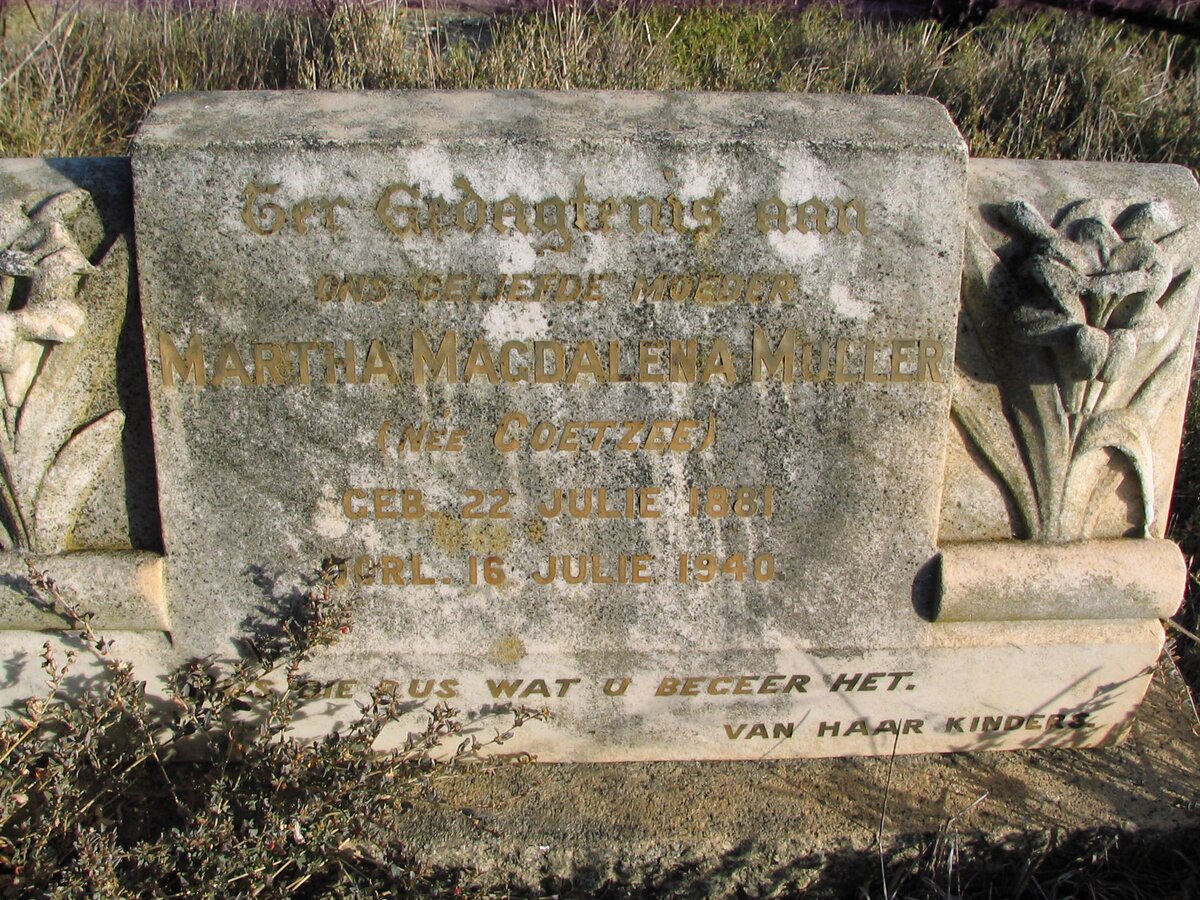 Ter Gedagtenis aan
ONS GELIEFDE MOEDER
MARTHA MAGDALENA MULLER
(NÉE COETZEE)
GEB. 22 JULIE 1881
OORL. 16 JULIE 1940.
DIE RUS WAT U BEGEER HET.
VAN HAAR KINDERS.